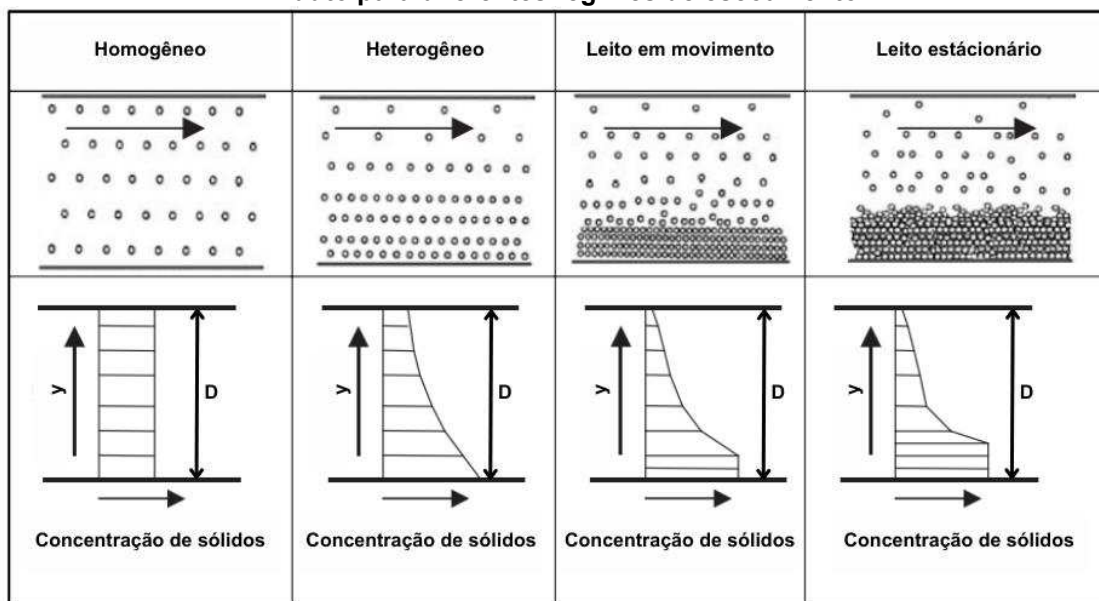 Homogêneo
Heterogêneo
Leito em movimento
Leito estácionário
y
D
y
D
y
D
y
D
Concentração de sólidos
Concentração de sólidos
Concentração de sólidos
Concentração de sólidos